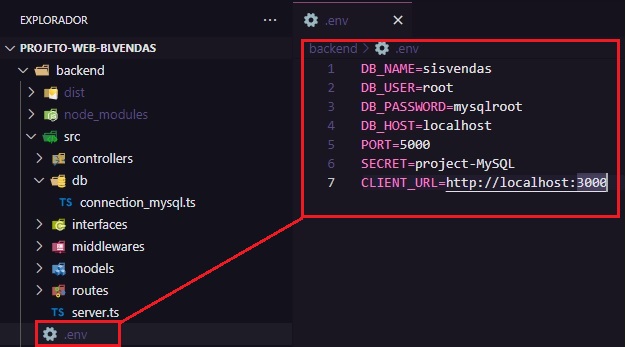 EXPLORADOR
PROJETO-WEB-BLVENDAS
backend
dist
node_modules
src
controllers
db
TS connection_mysql.ts
interfaces
middlewares
models
routes
TS server.ts
.env
.env
backend > .env
1 DB_NAME=sisvendas
2 DB_USER=root
3 DB_PASSWORD=mysqlroot
4 DB_HOST=localhost
5 PORT=5000
6 SECRET=project-MySQL
7 CLIENT_URL=http://localhost:3000